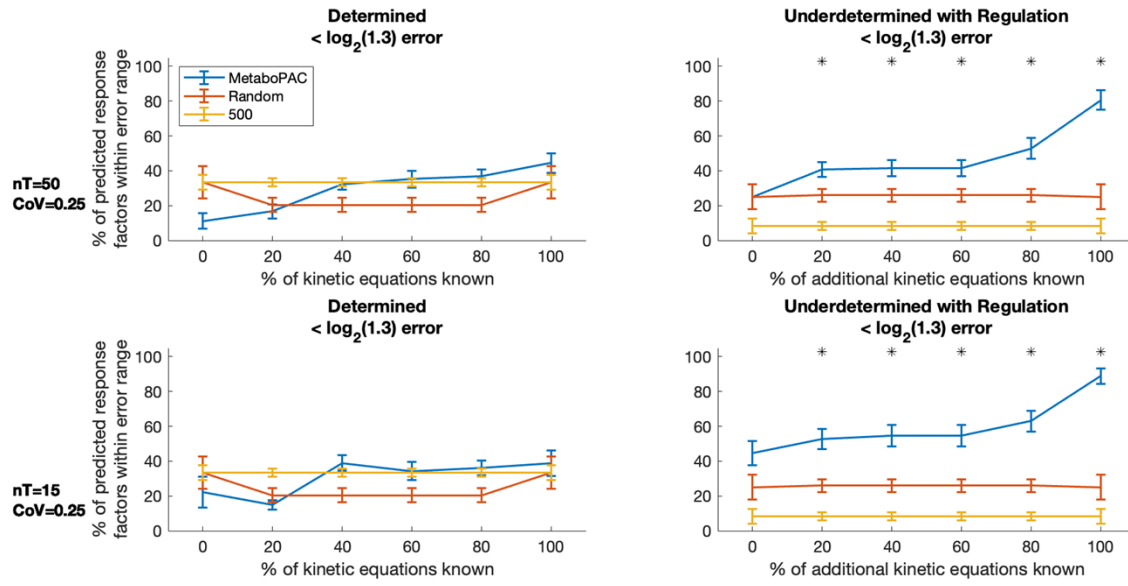 Determined
< log2(1.3) error
Underdetermined with Regulation
< log2(1.3) error
nT=50
CoV=0.25
% of predicted response
factors within error range
100
80
60
40
20
0
MetaboPAC
Random
500
0 20 40 60 80 100
% of kinetic equations known
100
80
60
40
20
0
* * * * *
0 20 40 60 80 100
% of additional kinetic equations known
Determined
< log2(1.3) error
Underdetermined with Regulation
< log2(1.3) error
nT=15
CoV=0.25
% of predicted response
factors within error range
100
80
60
40
20
0
0 20 40 60 80 100
% of kinetic equations known
100
80
60
40
20
0
* * * * *
0 20 40 60 80 100
% of additional kinetic equations known